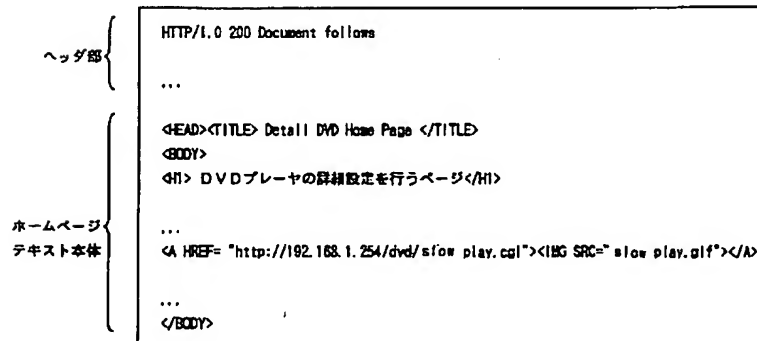 ヘッダ部
HTTP/1.0 200 Document follows
...
ホームページ
テキスト本体
<HEAD><TITLE> Detail DVD Home Page </TITLE>
<BODY>
<H1> DVDプレーヤの詳細設定を行うページ</H1>
...
<A HREF= "http://192.168.1.254/dvd/slow play.cgi"><IMG SRC="slow play.gif"></A>
...
</BODY>